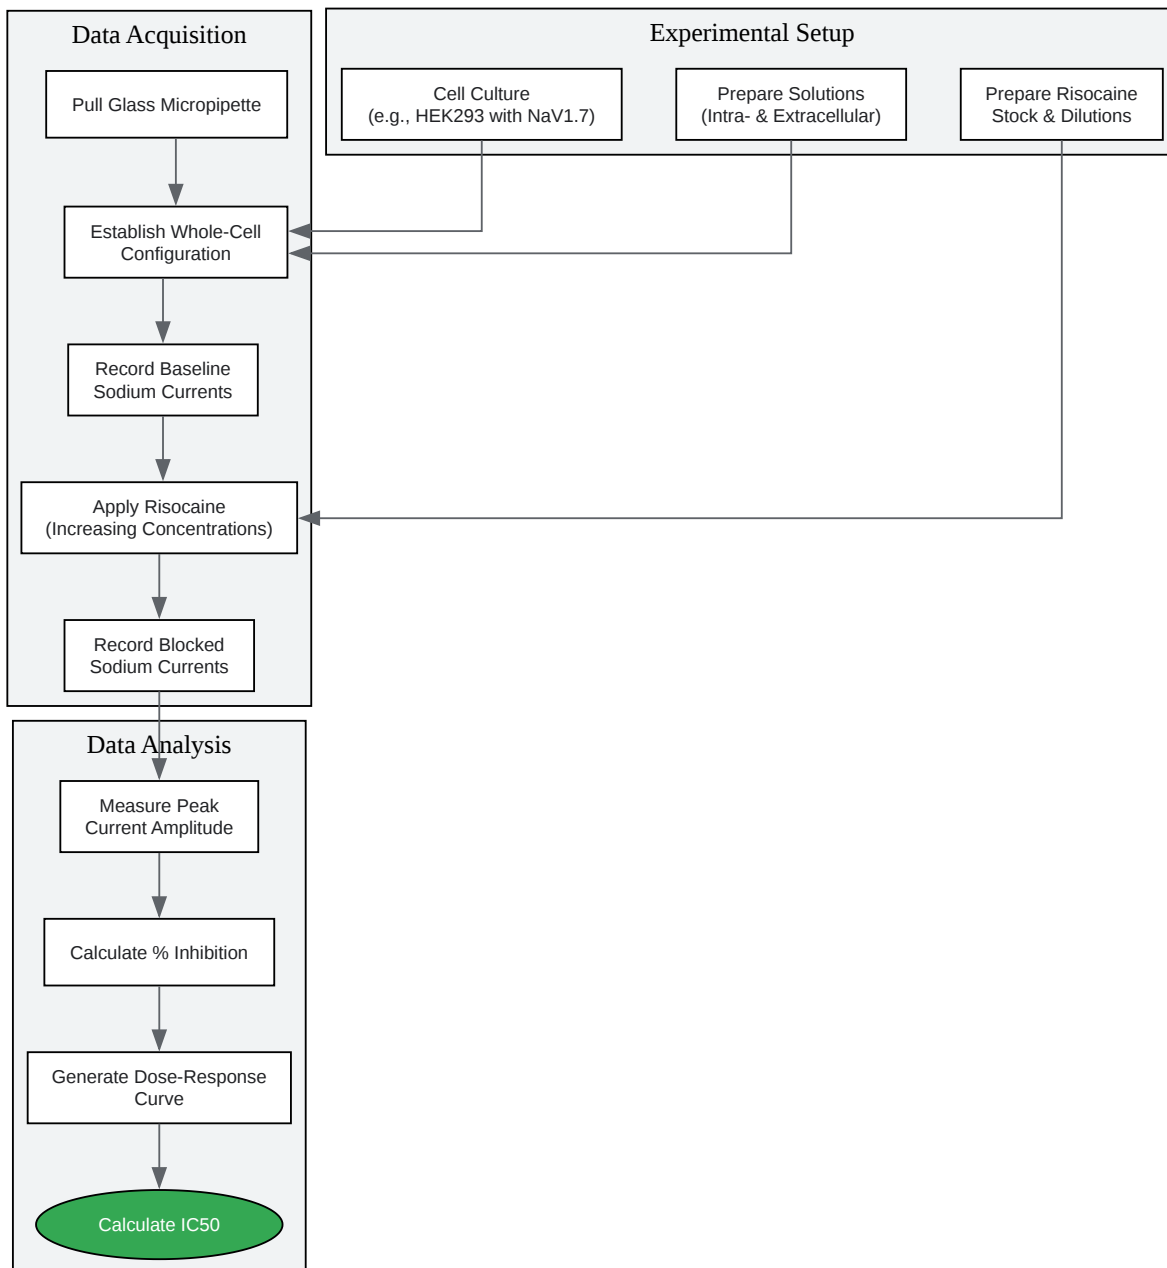 Data Acquisition
Pull Glass Micropipette
Establish Whole-Cell
Configuration
Record Baseline
Sodium Currents
Apply Risocaine
(Increasing Concentrations)
Record Blocked
Sodium Currents
Experimental Setup
Cell Culture
(e.g., HEK293 with NaV1.7)
Prepare Solutions
(Intra- & Extracellular)
Prepare Risocaine
Stock & Dilutions
Data Analysis
Measure Peak
Current Amplitude
Calculate % Inhibition
Generate Dose-Response
Curve
Calculate IC50